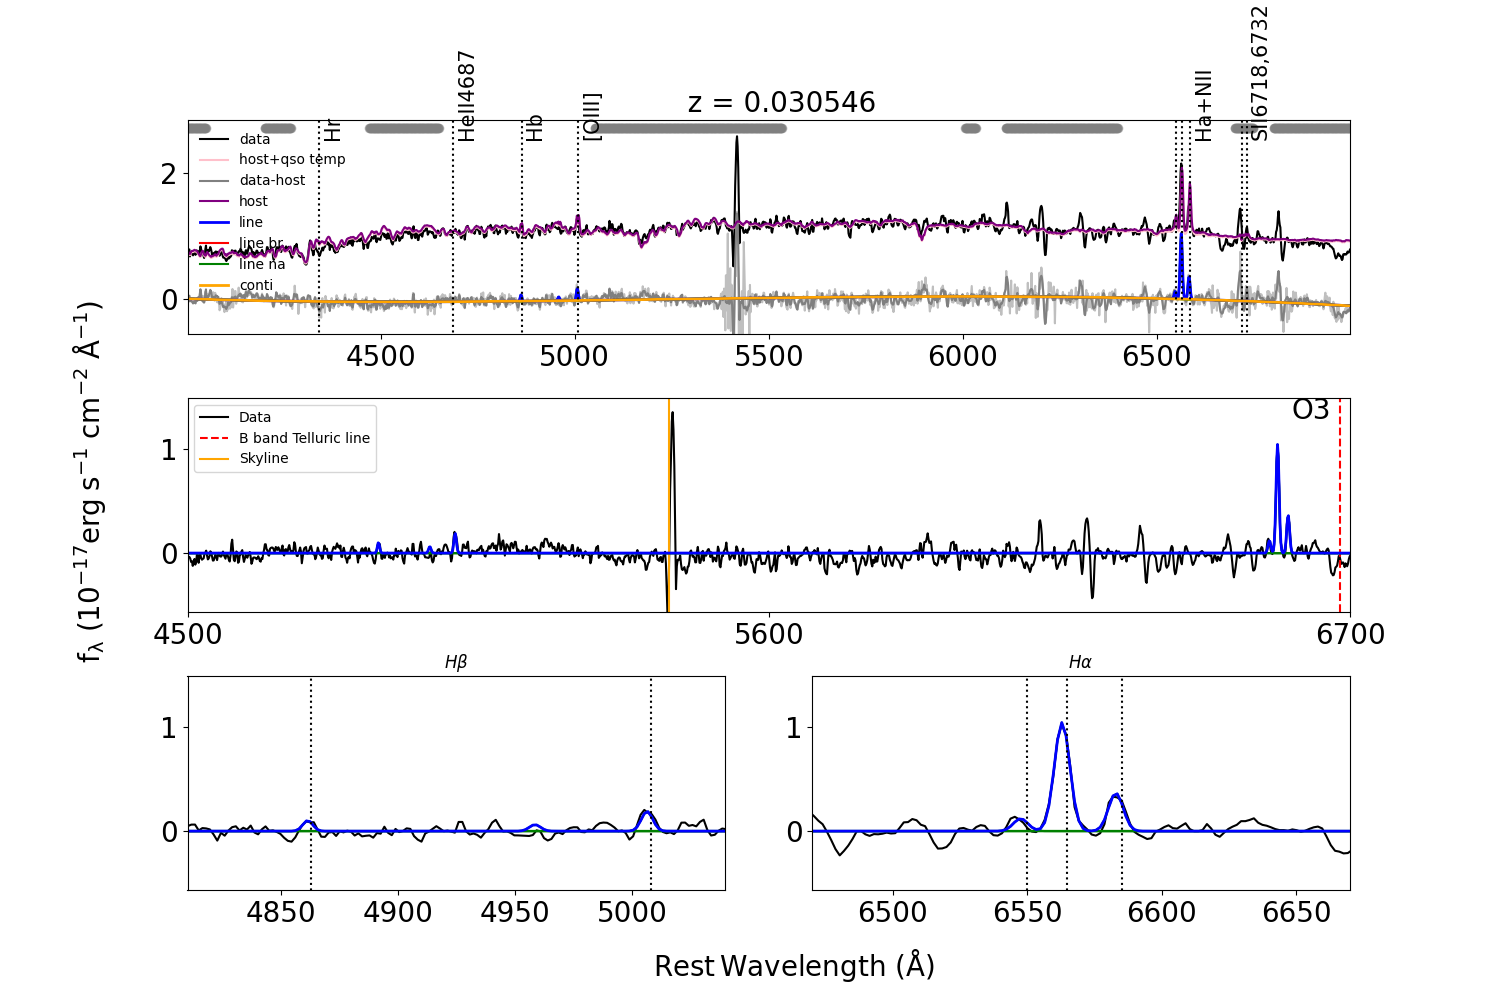 z = 0.030546
Hr
HeII4687
Hb
[OIII]
Ha+NII
SII6718,6732
data
host+qso temp
data-host
host
line
line br
line na
conti
2
0
4500 5000 5500 6000 6500
Data
B band Telluric line
Skyline
O3
1
0
4500 5600 6700
fλ (10⁻¹⁷erg s⁻¹ cm⁻² Å⁻¹)
Hβ
1
0
4850 4900 4950 5000
Hα
1
0
6500 6550 6600 6650
Rest Wavelength (Å)